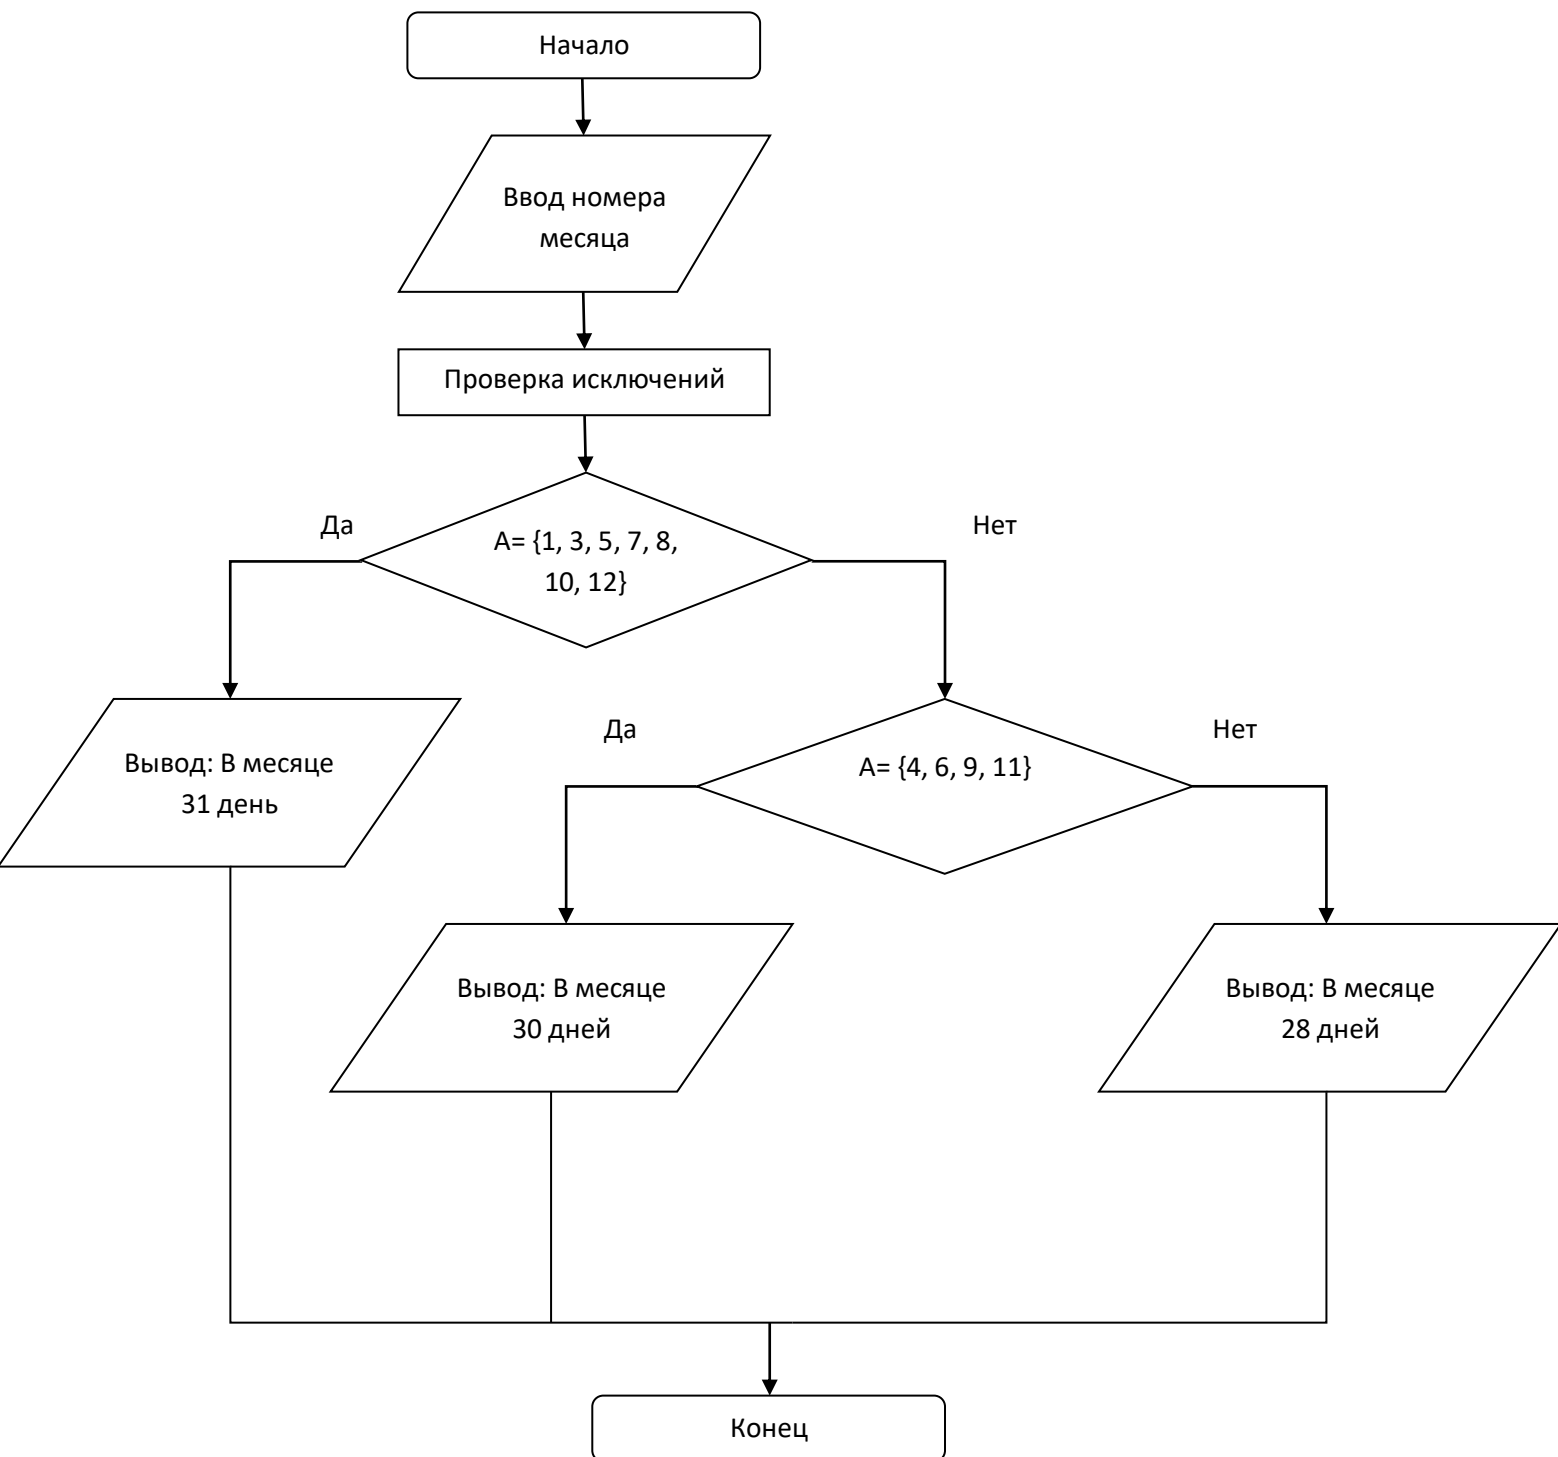 Начало
Ввод номера
месяца
Проверка исключений
Да
Нет
A= {1, 3, 5, 7, 8,
10, 12}
Да
Нет
A= {4, 6, 9, 11}
Вывод: В месяце
31 день
Вывод: В месяце
30 дней
Вывод: В месяце
28 дней
Конец